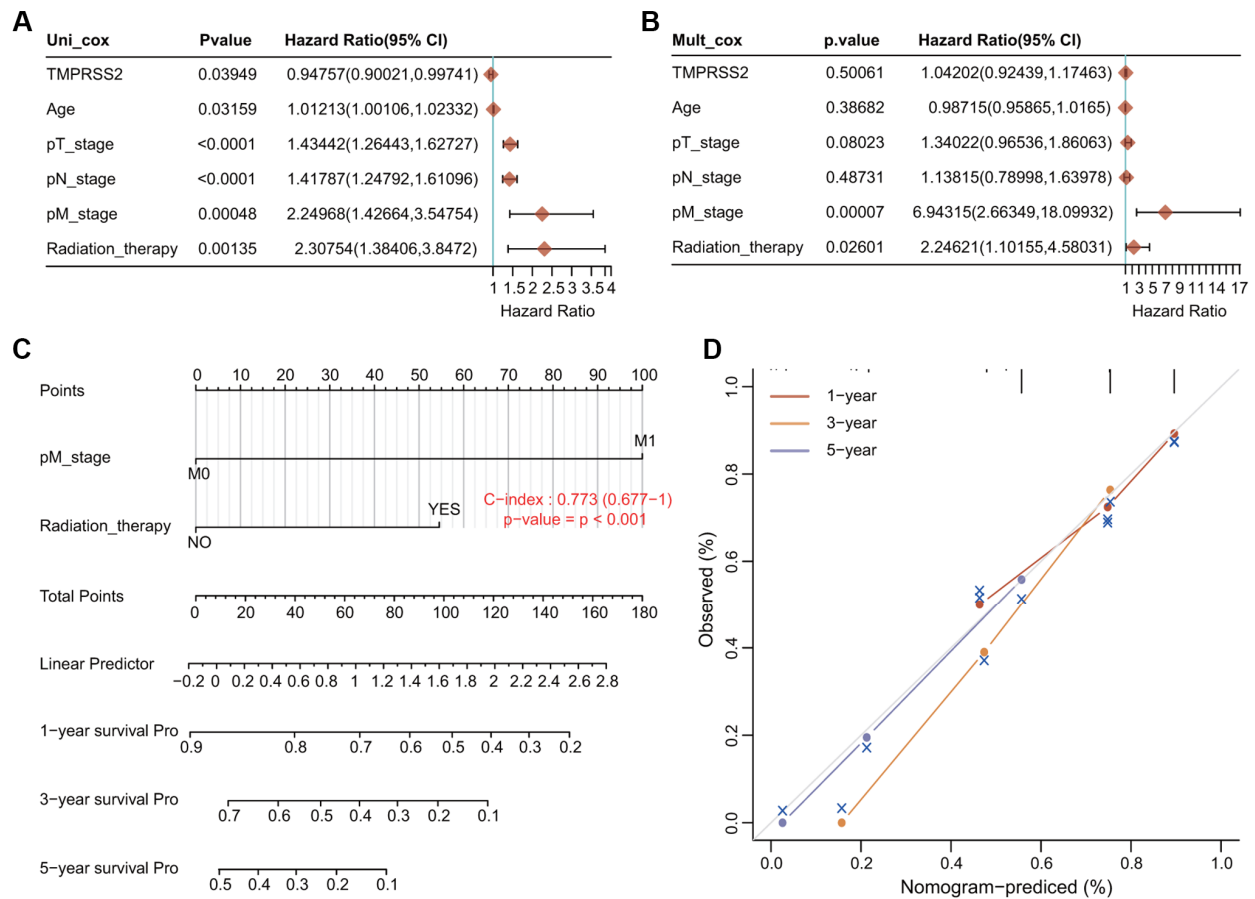 A
Uni_cox Pvalue Hazard Ratio(95% CI)
TMPRSS2 0.03949 0.94757(0.90021,0.99741)
Age 0.03159 1.01213(1.00106,1.02332)
pT_stage <0.0001 1.43442(1.26443,1.62727)
pN_stage <0.0001 1.41787(1.24792,1.61096)
pM_stage 0.00048 2.24968(1.42664,3.54754)
Radiation_therapy 0.00135 2.30754(1.38406,3.8472)
1 1.5 2 2.5 3 3.5 4
Hazard Ratio
B
Mult_cox p.value Hazard Ratio(95% CI)
TMPRSS2 0.50061 1.04202(0.92439,1.17463)
Age 0.38682 0.98715(0.95865,1.0165)
pT_stage 0.08023 1.34022(0.96536,1.86063)
pN_stage 0.48731 1.13815(0.78998,1.63978)
pM_stage 0.00007 6.94315(2.66349,18.09932)
Radiation_therapy 0.02601 2.24621(1.10155,4.58031)
1 3 5 7 9 11 14 17
Hazard Ratio
C
Points 0 10 20 30 40 50 60 70 80 90 100
M1
pM_stage
M0
YES
C−index : 0.773 (0.677−1)
p−value = p < 0.001
Radiation_therapy
NO
Total Points
0 20 40 60 80 100 120 140 160 180
Linear Predictor
−0.2 0 0.2 0.4 0.6 0.8 1 1.2 1.4 1.6 1.8 2 2.2 2.4 2.6 2.8
1−year survival Pro
0.9 0.8 0.7 0.6 0.5 0.4 0.3 0.2
3−year survival Pro
0.7 0.6 0.5 0.4 0.3 0.2 0.1
5−year survival Pro
0.5 0.4 0.3 0.2 0.1
D
1−year
3−year
5−year
Observed (%)
1.0
0.8
0.6
0.4
0.2
0.0
0.0 0.2 0.4 0.6 0.8 1.0
Nomogram−prediced (%)